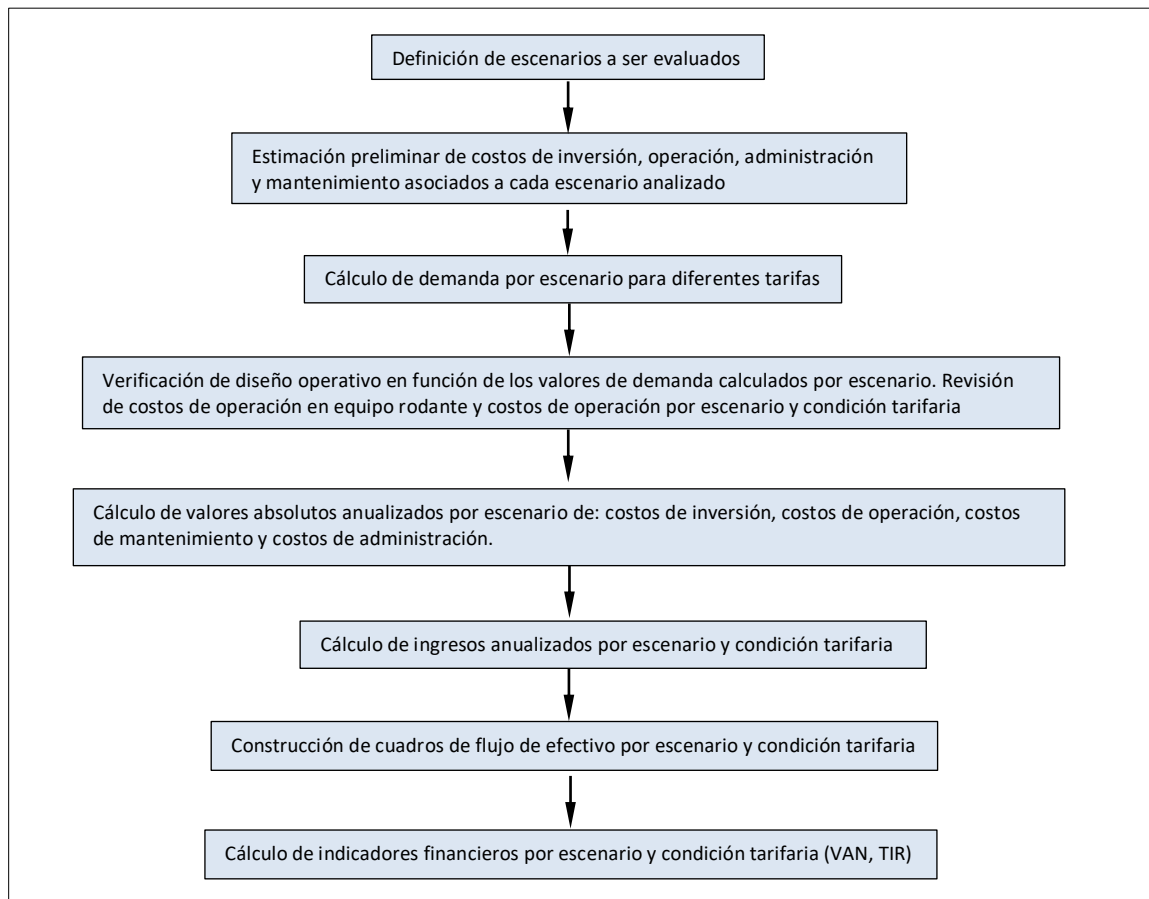 Definición de escenarios a ser evaluados
Estimación preliminar de costos de inversión, operación, administración
y mantenimiento asociados a cada escenario analizado
Cálculo de demanda por escenario para diferentes tarifas
Verificación de diseño operativo en función de los valores de demanda calculados por escenario. Revisión
de costos de operación en equipo rodante y costos de operación por escenario y condición tarifaria
Cálculo de valores absolutos anualizados por escenario de: costos de inversión, costos de operación, costos
de mantenimiento y costos de administración.
Cálculo de ingresos anualizados por escenario y condición tarifaria
Construcción de cuadros de flujo de efectivo por escenario y condición tarifaria
Cálculo de indicadores financieros por escenario y condición tarifaria (VAN, TIR)